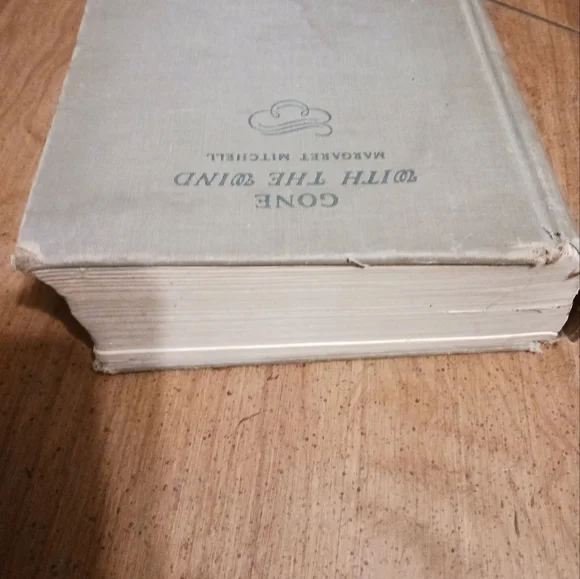 GONE
WITH THE WIND
MARGARET MITCHELL